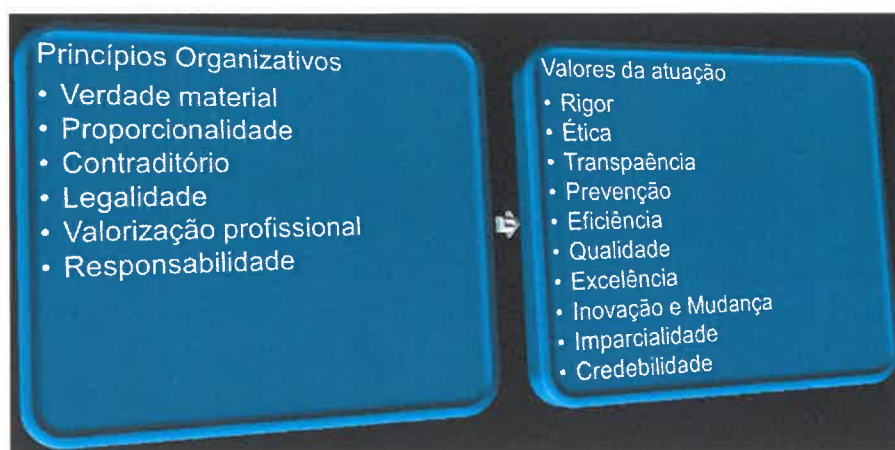 Princípios Organizativos
• Verdade material
• Proporcionalidade
• Contraditório
• Legalidade
• Valorização profissional
• Responsabilidade
Valores da atuação
• Rigor
• Ética
• Transpaência
• Prevenção
• Eficiência
• Qualidade
• Excelência
• Inovação e Mudança
• Imparcialidade
• Credebilidade